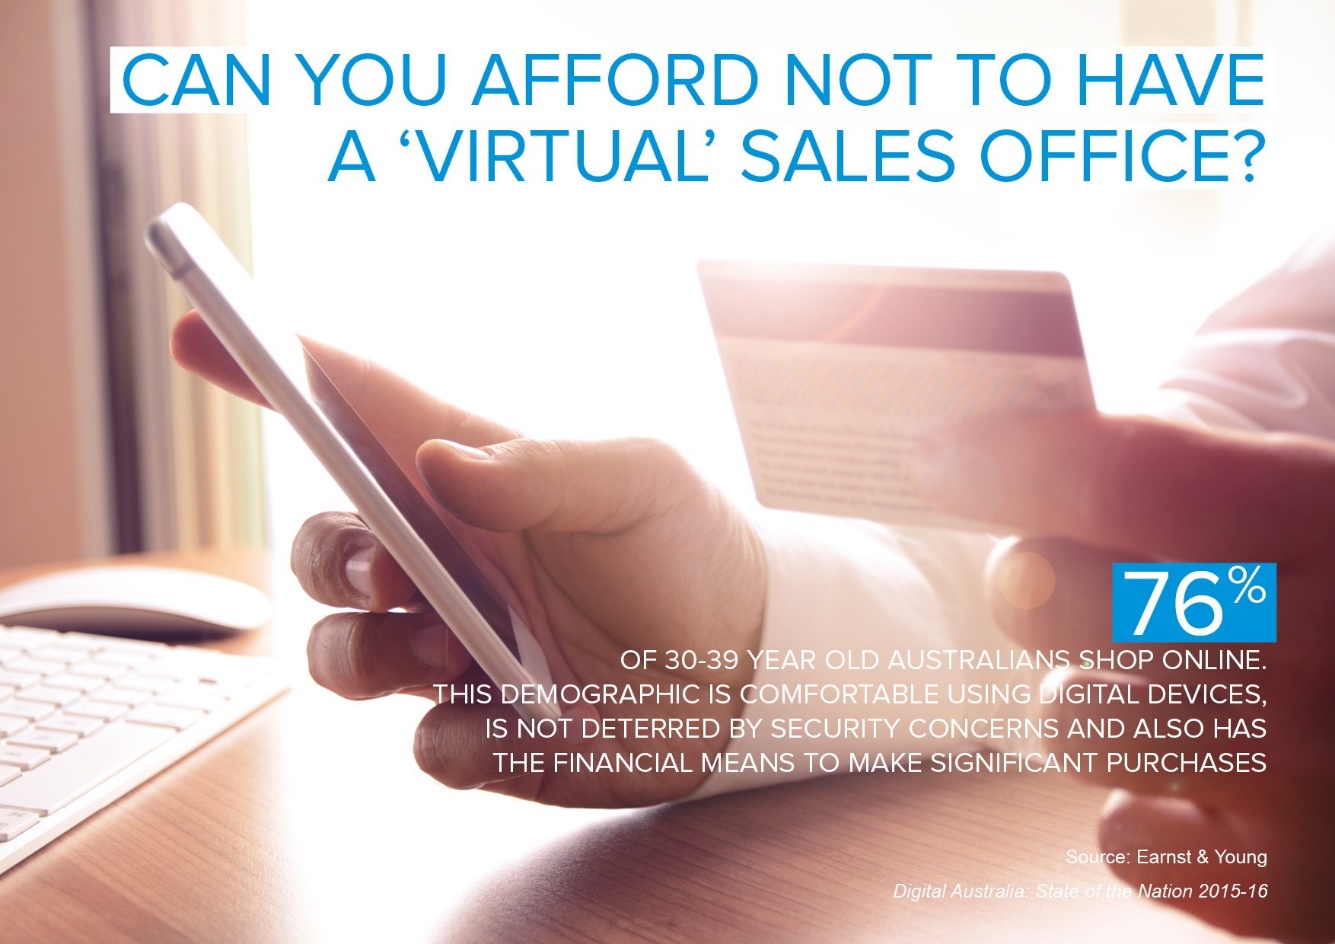 CAN YOU AFFORD NOT TO HAVE
A ‘VIRTUAL’ SALES OFFICE?
76%
OF 30-39 YEAR OLD AUSTRALIANS SHOP ONLINE.
THIS DEMOGRAPHIC IS COMFORTABLE USING DIGITAL DEVICES,
IS NOT DETERRED BY SECURITY CONCERNS AND ALSO HAS
THE FINANCIAL MEANS TO MAKE SIGNIFICANT PURCHASES
Source: Earnst & Young
Digital Australia: State of the Nation 2015-16